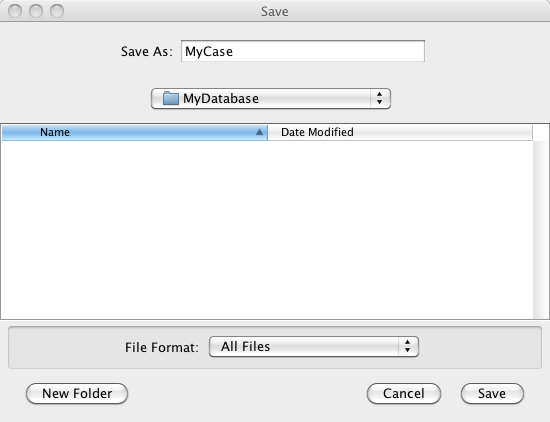 Save
Save As: MyCase
MyDatabase
Name Date Modified
File Format: All Files
New Folder Cancel Save